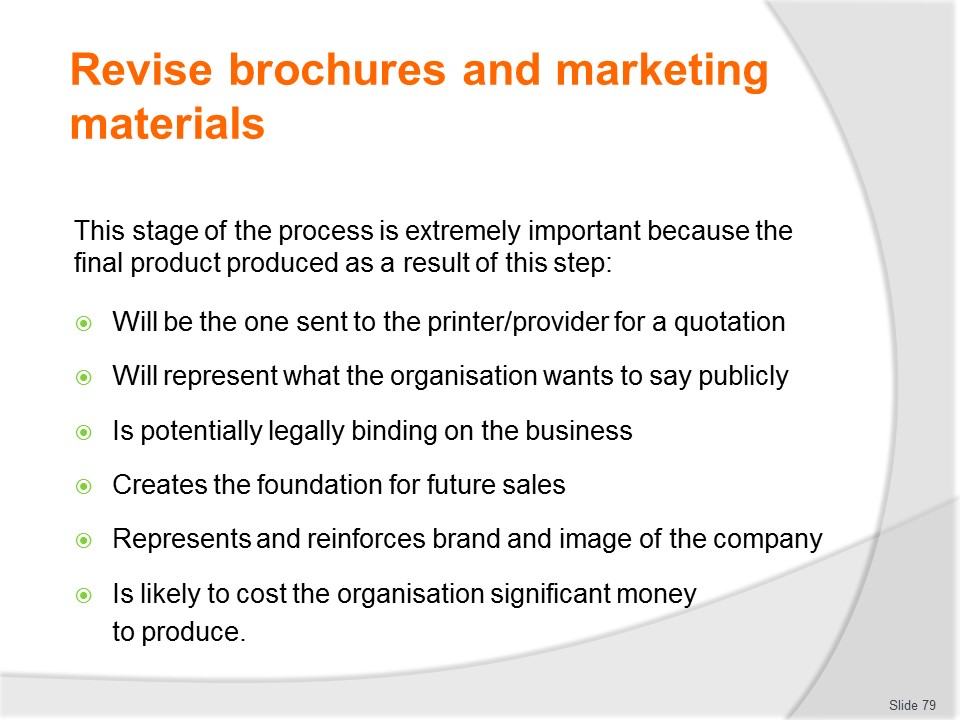 Revise brochures and marketing
materials
This stage of the process is extremely important because the
final product produced as a result of this step:
Will be the one sent to the printer/provider for a quotation
Will represent what the organisation wants to say publicly
Is potentially legally binding on the business
Creates the foundation for future sales
Represents and reinforces brand and image of the company
Is likely to cost the organisation significant money
to produce.
Slide 79